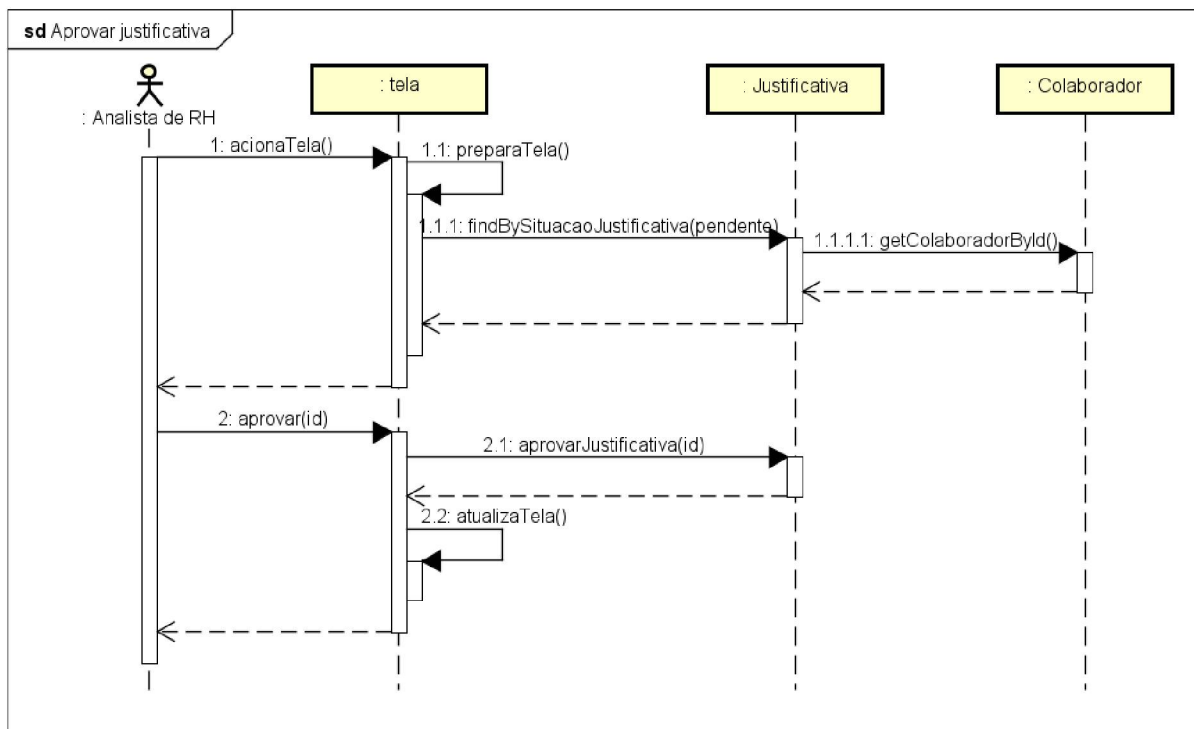 sd Aprovar justificativa
: Analista de RH
: tela
: Justificativa
: Colaborador
1: acionaTela()
1.1: preparaTela()
1.1.1: findBySituacaoJustificativa(pendente)
1.1.1.1: getColaboradorById()
2: aprovar(id)
2.1: aprovarJustificativa(id)
2.2: atualizaTela()